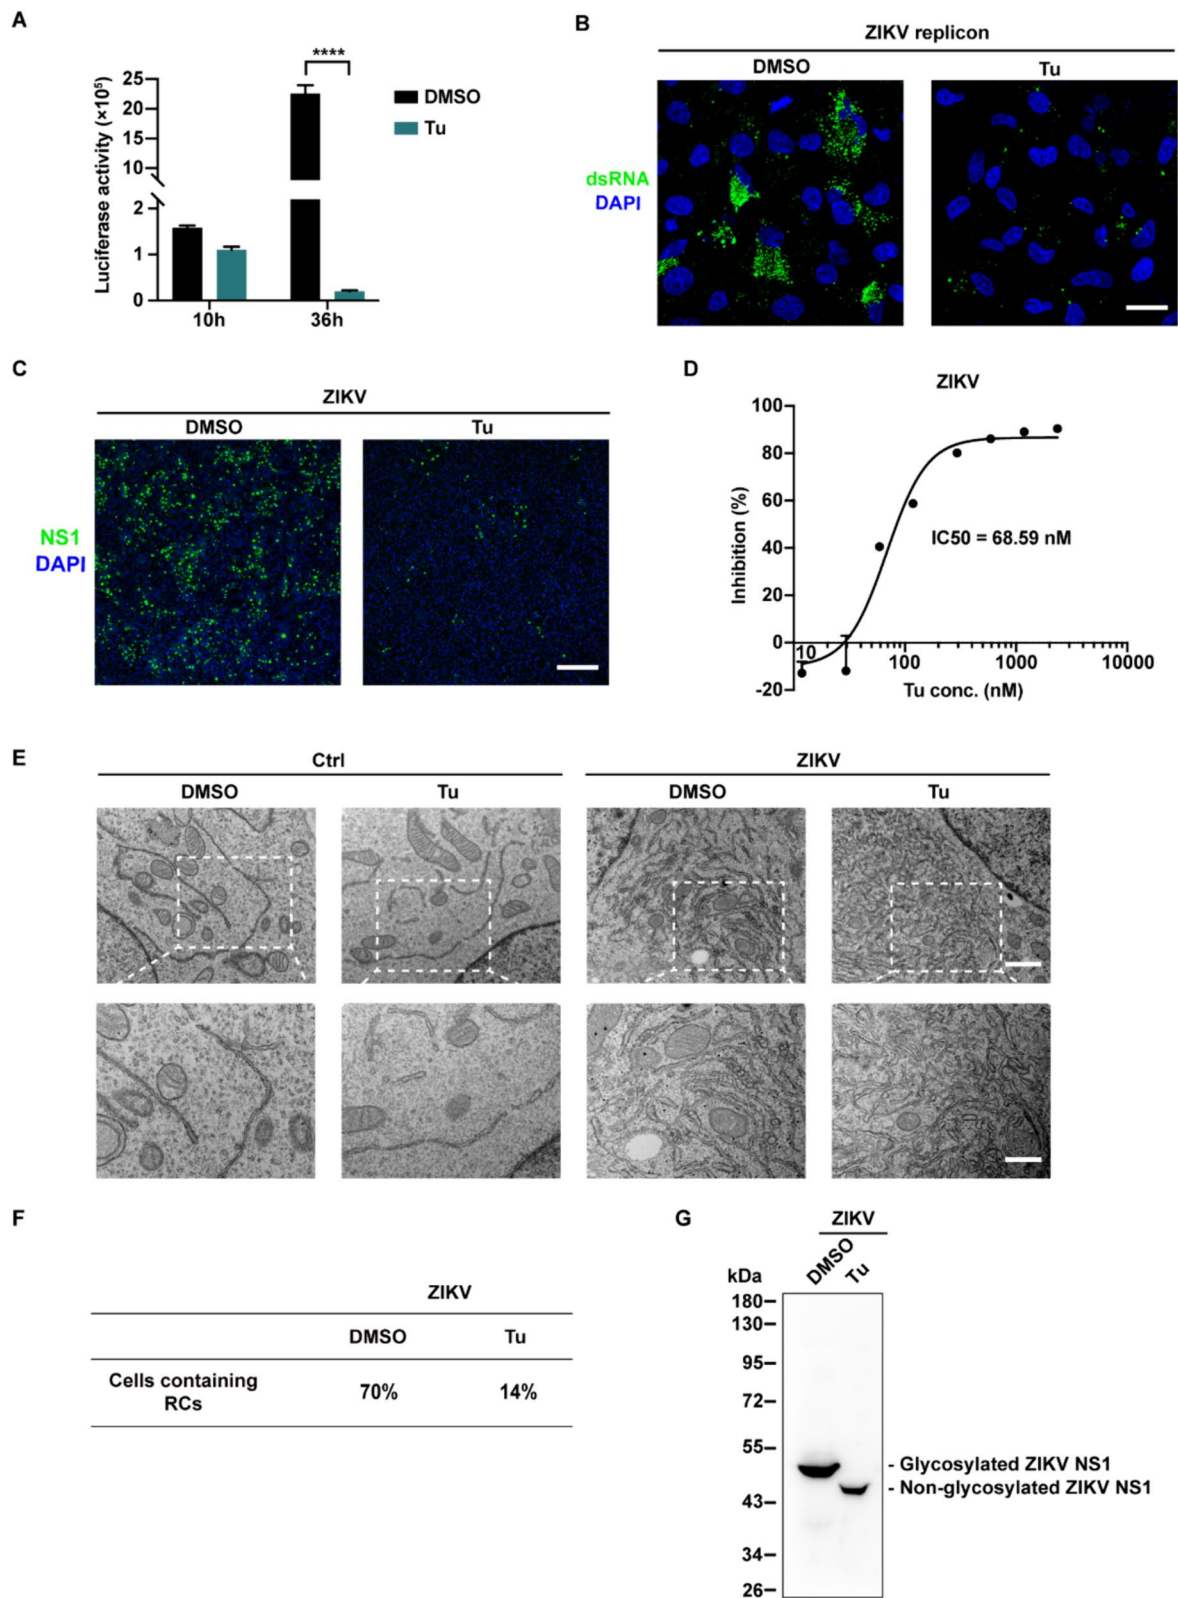 A
****
25
20
15
10
2
1
0
Luciferase activity (×10⁵)
10h
36h
DMSO
Tu
B
ZIKV replicon
DMSO
Tu
dsRNA
DAPI
C
ZIKV
DMSO
Tu
NS1
DAPI
D
ZIKV
100
80
60
40
20
0
-20
Inhibition (%)
IC50 = 68.59 nM
10
100
1000
10000
Tu conc. (nM)
E
Ctrl
ZIKV
DMSO
Tu
DMSO
Tu
F
ZIKV
DMSO
Tu
Cells containing
RCs
70%
14%
G
ZIKV
DMSO
Tu
kDa
180
130
95
72
55
43
34
26
- Glycosylated ZIKV NS1
- Non-glycosylated ZIKV NS1